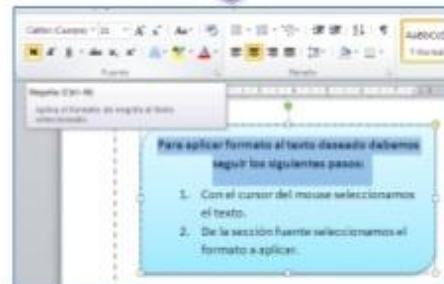 Fuente
Párrafo
Negrita (Ctrl+N)
Aplica el formato de negrita al texto
seleccionado.
Para aplicar formato al texto deseado debemos
seguir los siguientes pasos:
1. Con el cursor del mouse seleccionamos
el texto.
2. De la sección fuente seleccionamos el
formato a aplicar.